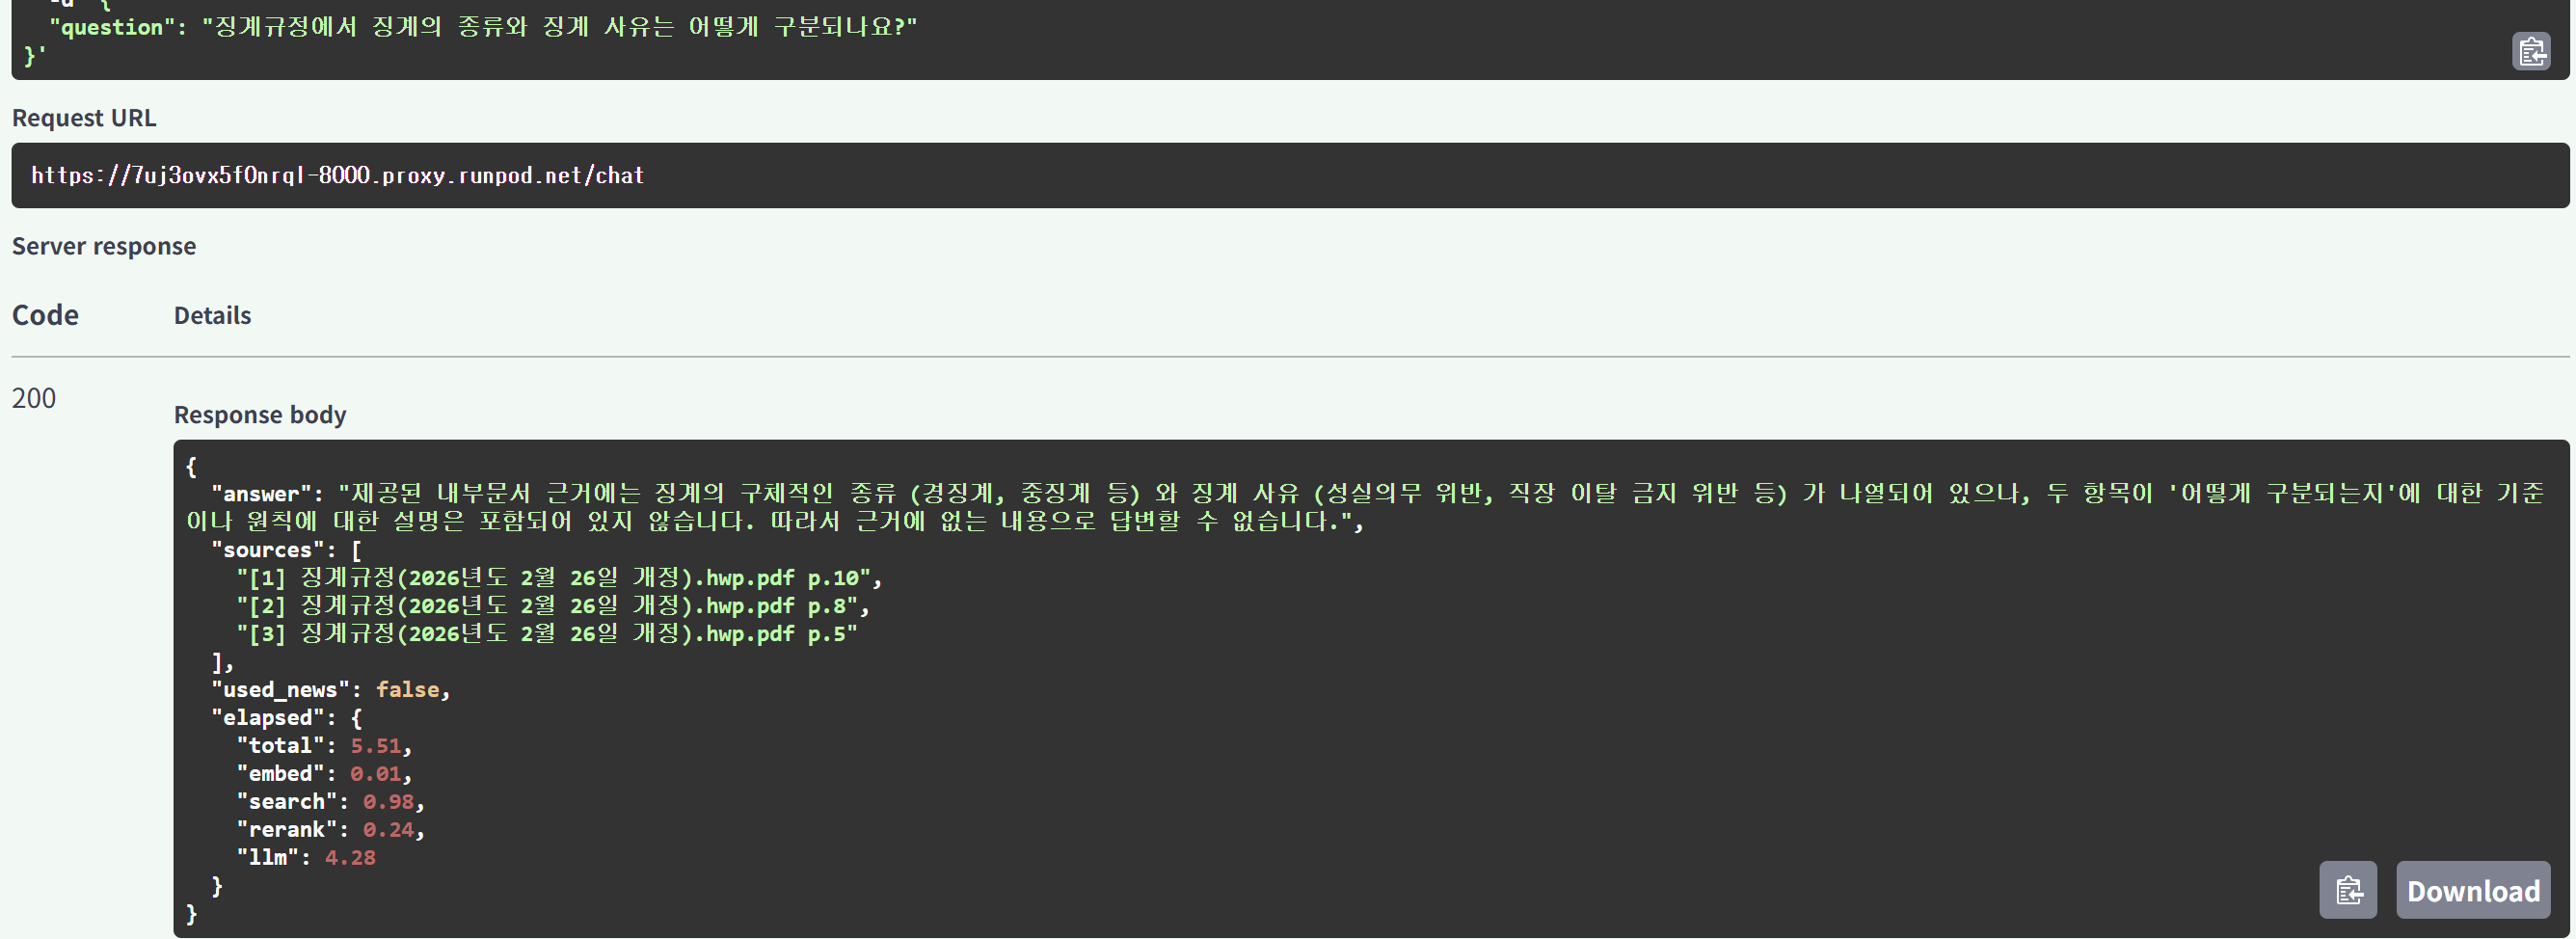 -d '{
"question": "징계규정에서 징계의 종류와 징계 사유는 어떻게 구분되나요?"
}'
Request URL
https://7uj3ovx5f0nrql-8000.proxy.runpod.net/chat
Server response
Code Details
200
Response body
{
"answer": "제공된 내부문서 근거에는 징계의 구체적인 종류 (경징계, 중징계 등) 와 징계 사유 (성실의무 위반, 직장 이탈 금지 위반 등) 가 나열되어 있으나, 두 항목이 '어떻게 구분되는지'에 대한 기준
이나 원칙에 대한 설명은 포함되어 있지 않습니다. 따라서 근거에 없는 내용으로 답변할 수 없습니다.",
"sources": [
"[1] 징계규정(2026년도 2월 26일 개정).hwp.pdf p.10",
"[2] 징계규정(2026년도 2월 26일 개정).hwp.pdf p.8",
"[3] 징계규정(2026년도 2월 26일 개정).hwp.pdf p.5"
],
"used_news": false,
"elapsed": {
"total": 5.51,
"embed": 0.01,
"search": 0.98,
"rerank": 0.24,
"llm": 4.28
}
}
Download